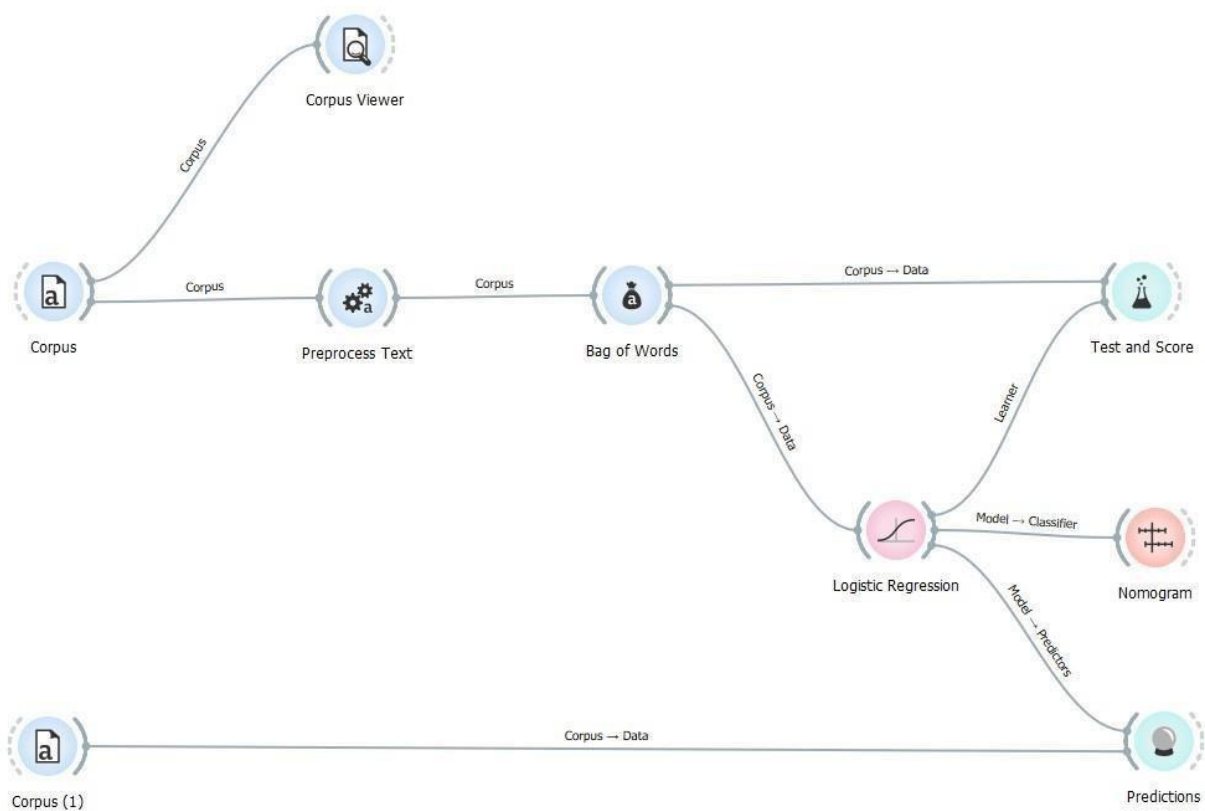 Corpus Viewer
Corpus
Corpus
Corpus
Corpus → Data
Corpus
Preprocess Text
Bag of Words
Test and Score
Corpus → Data
Learner
Model → Classifier
Logistic Regression
Nomogram
Model → Predictors
Corpus → Data
Corpus (1)
Predictions
a
a
a
a
a